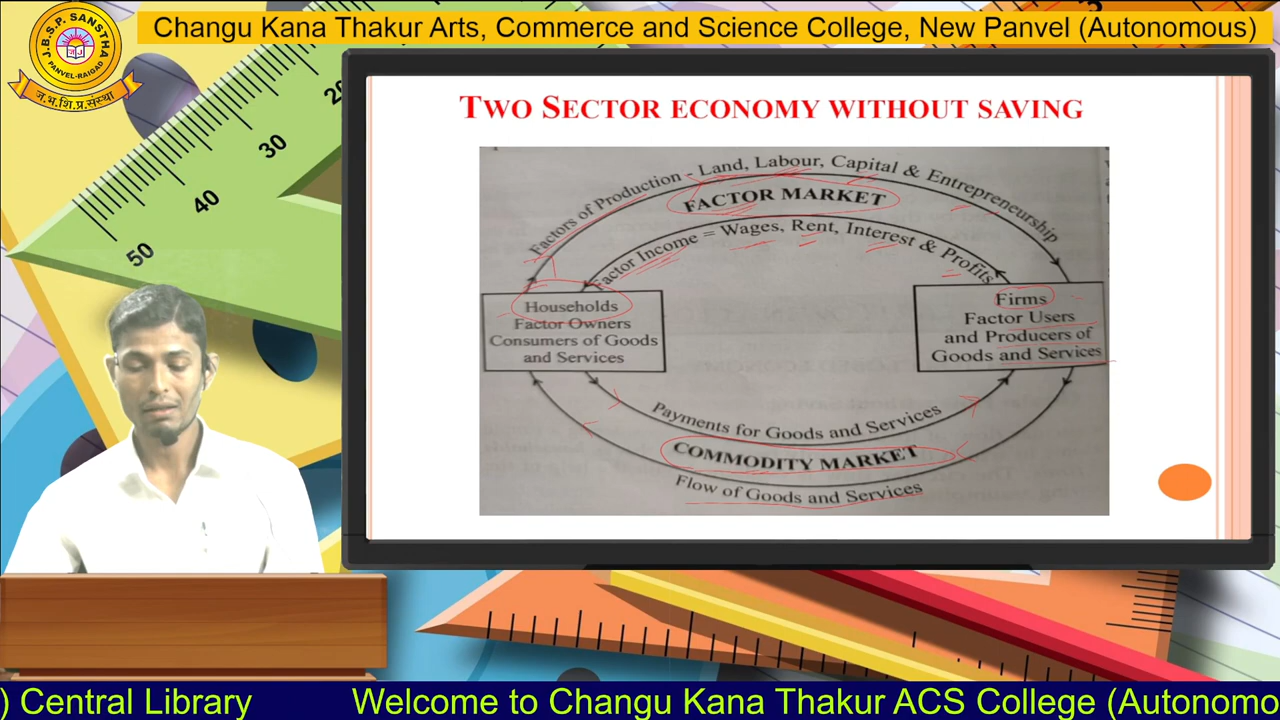 Changu Kana Thakur Arts, Commerce and Science College, New Panvel (Autonomous)
J.B.S.P. SANSTHA
PANVEL-RAIGAD
ज.भ.शि.प्र.संस्था
20
30
40
50
TWO SECTOR ECONOMY WITHOUT SAVING
Factors of Production - Land, Labour, Capital & Entrepreneurship
FACTOR MARKET
Factor Income = Wages, Rent, Interest & Profits
Households
Factor Owners
Consumers of Goods
and Services
Firms
Factor Users
and Producers of
Goods and Services
Payments for Goods and Services
COMMODITY MARKET
Flow of Goods and Services
) Central Library Welcome to Changu Kana Thakur ACS College (Autonomo